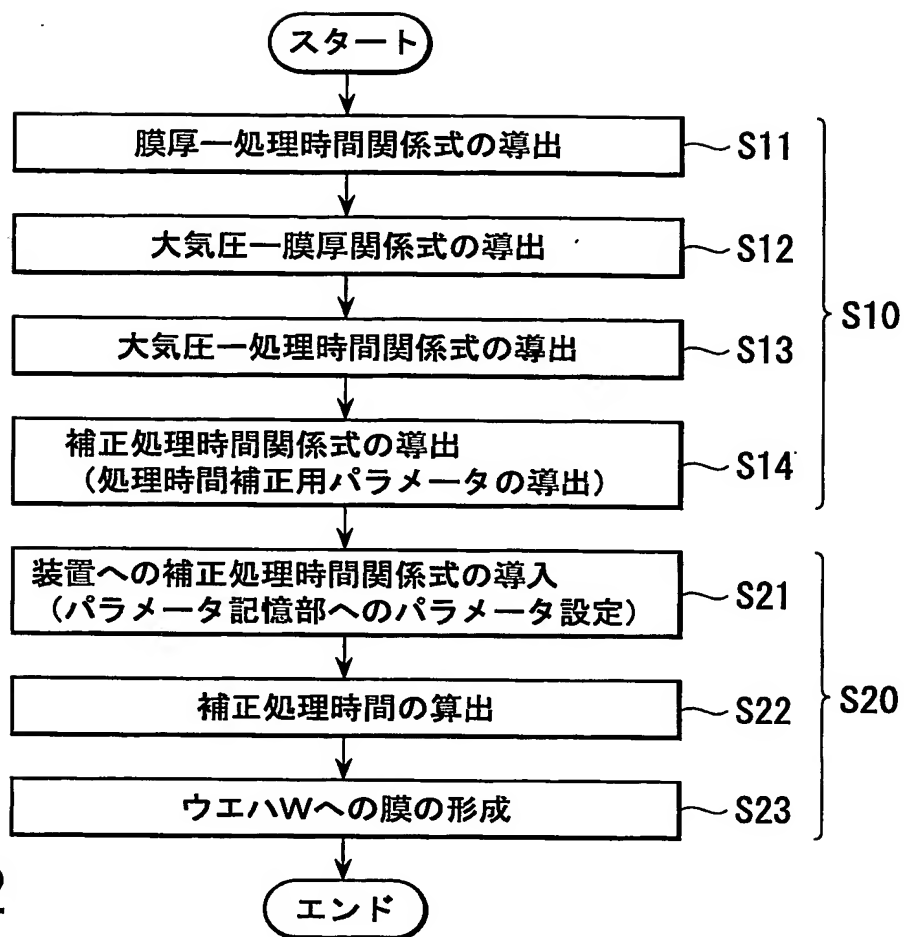 スタート
膜厚ー処理時間関係式の導出
S11
大気圧ー膜厚関係式の導出
S12
大気圧ー処理時間関係式の導出
S13
補正処理時間関係式の導出
(処理時間補正用パラメータの導出)
S14
S10
装置への補正処理時間関係式の導入
(パラメータ記憶部へのパラメータ設定)
S21
補正処理時間の算出
S22
ウエハWへの膜の形成
S23
S20
エンド
2